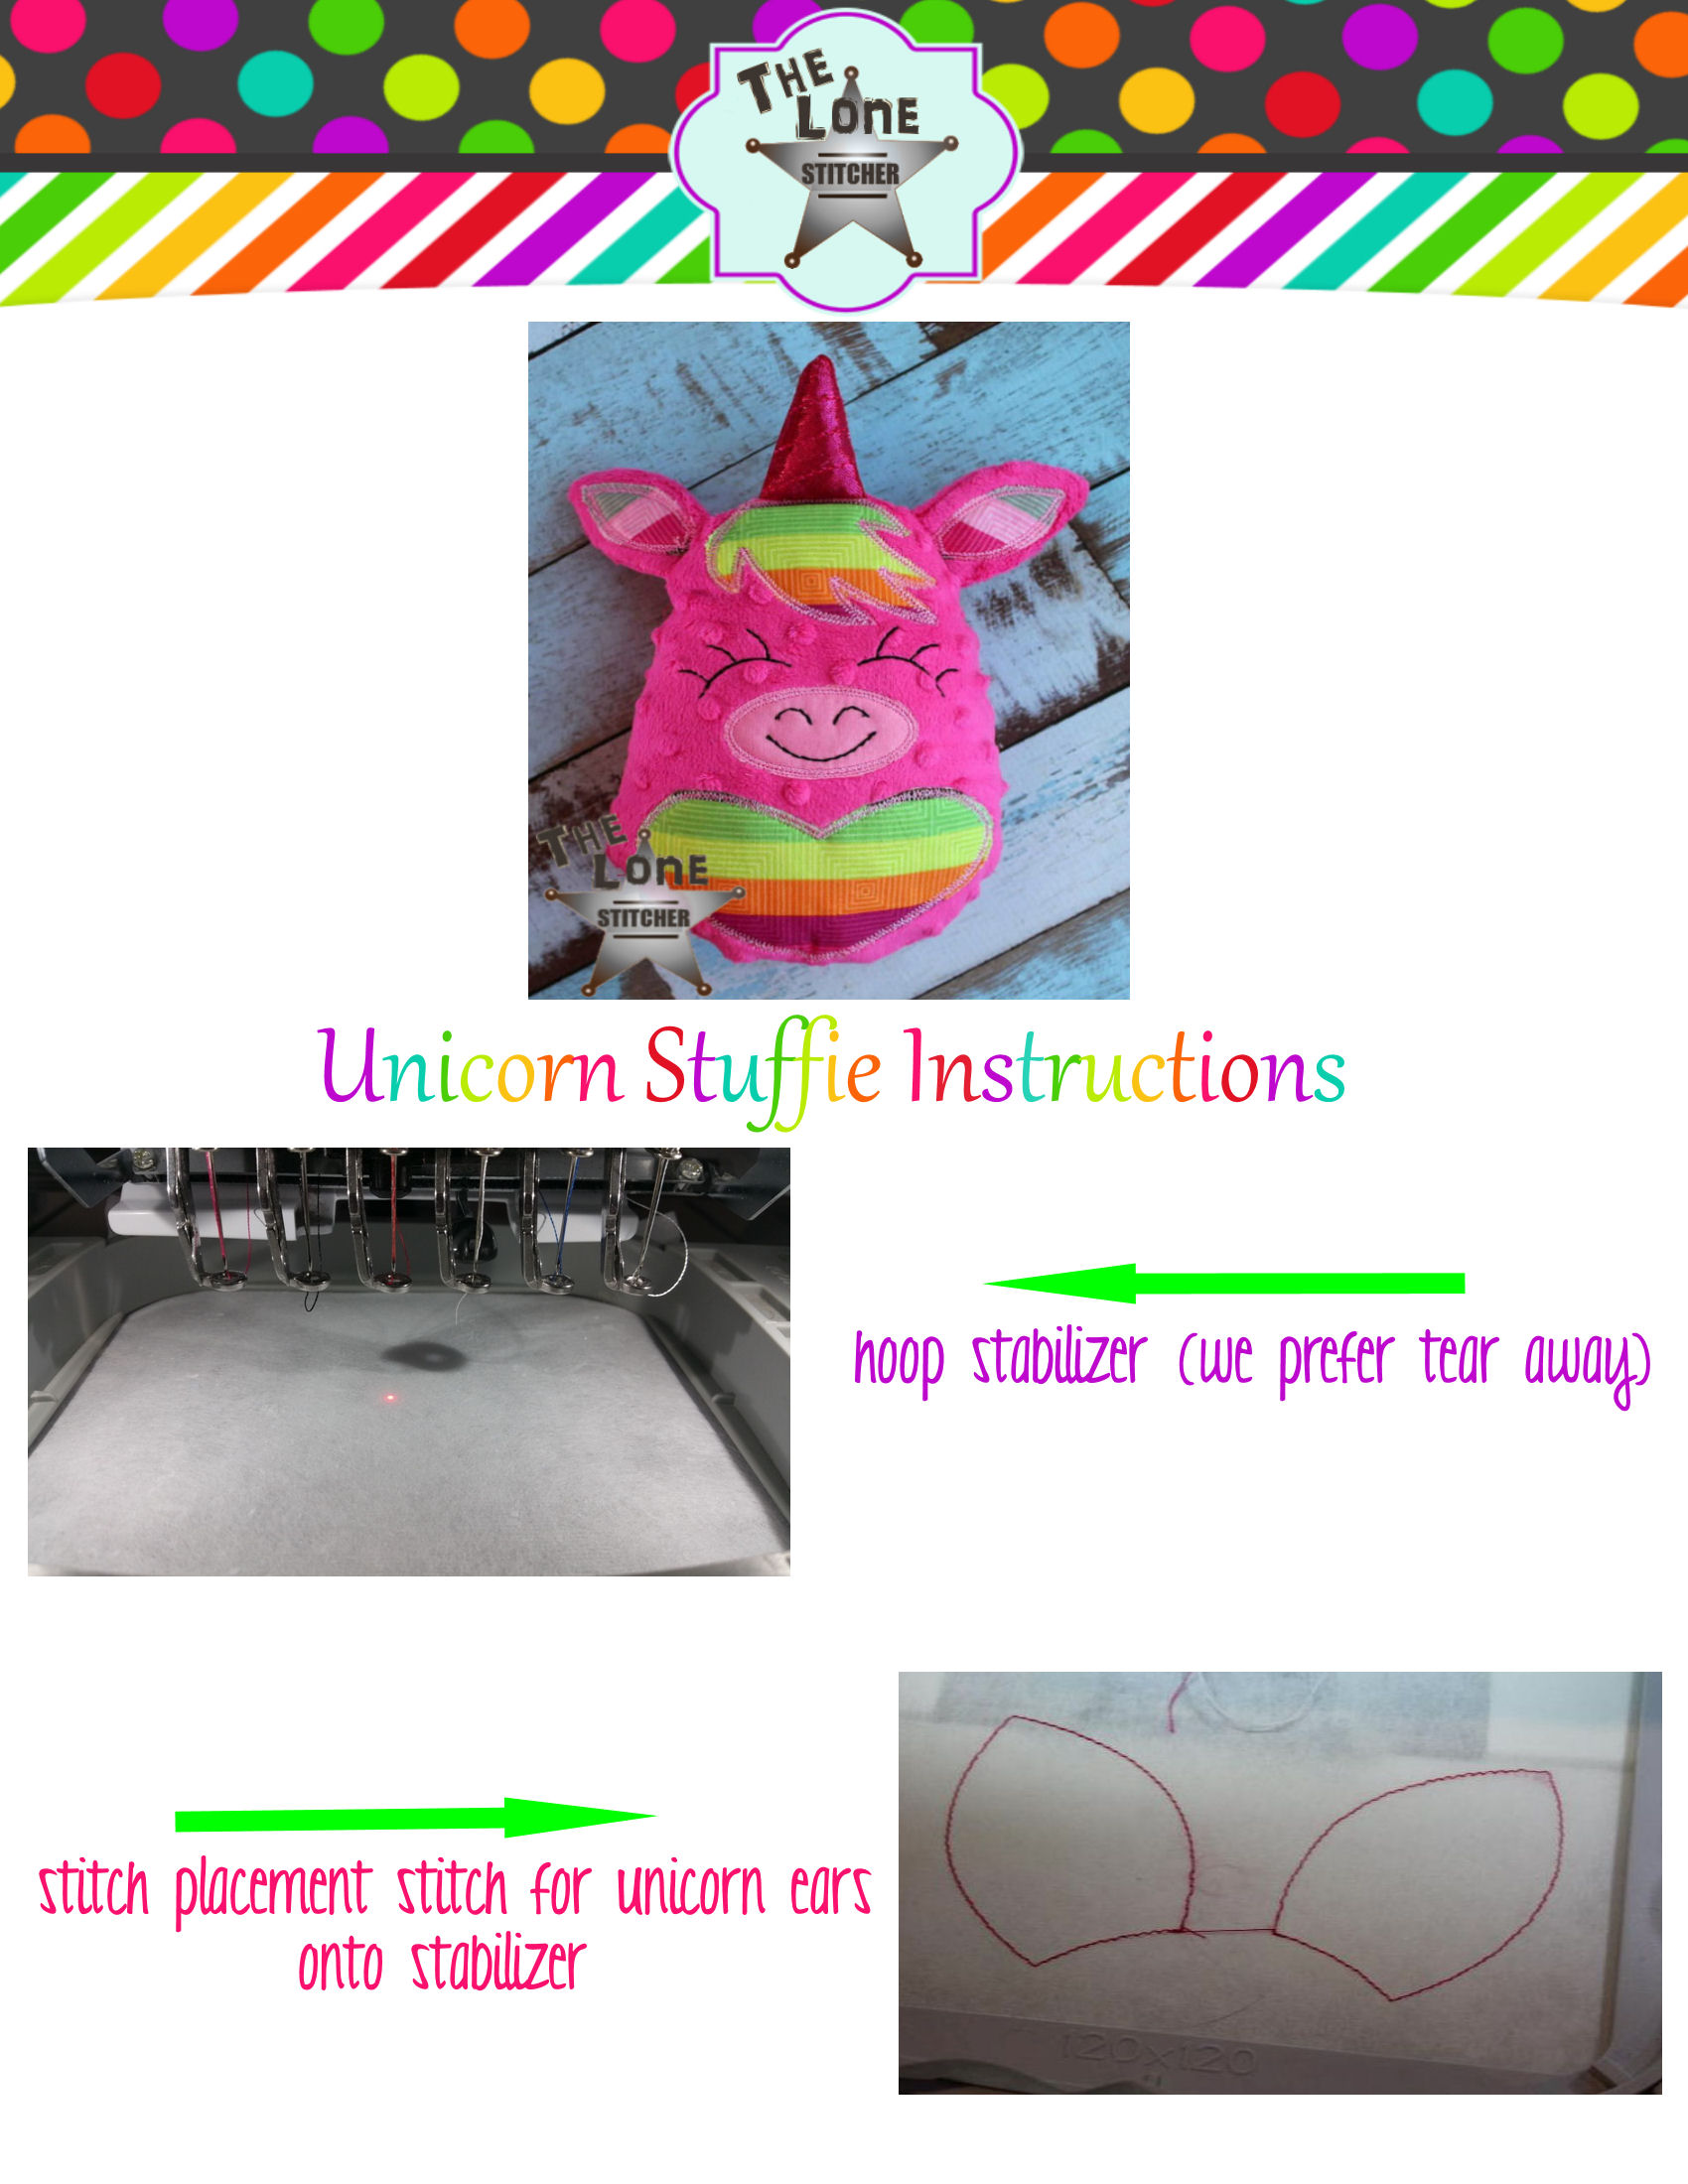 THE
LONE
STITCHER
THE
LONE
STITCHER
Unicorn Stuffie Instructions
hoop stabilizer (we prefer tear away)
stitch placement stitch for unicorn ears
onto stabilizer
120x120